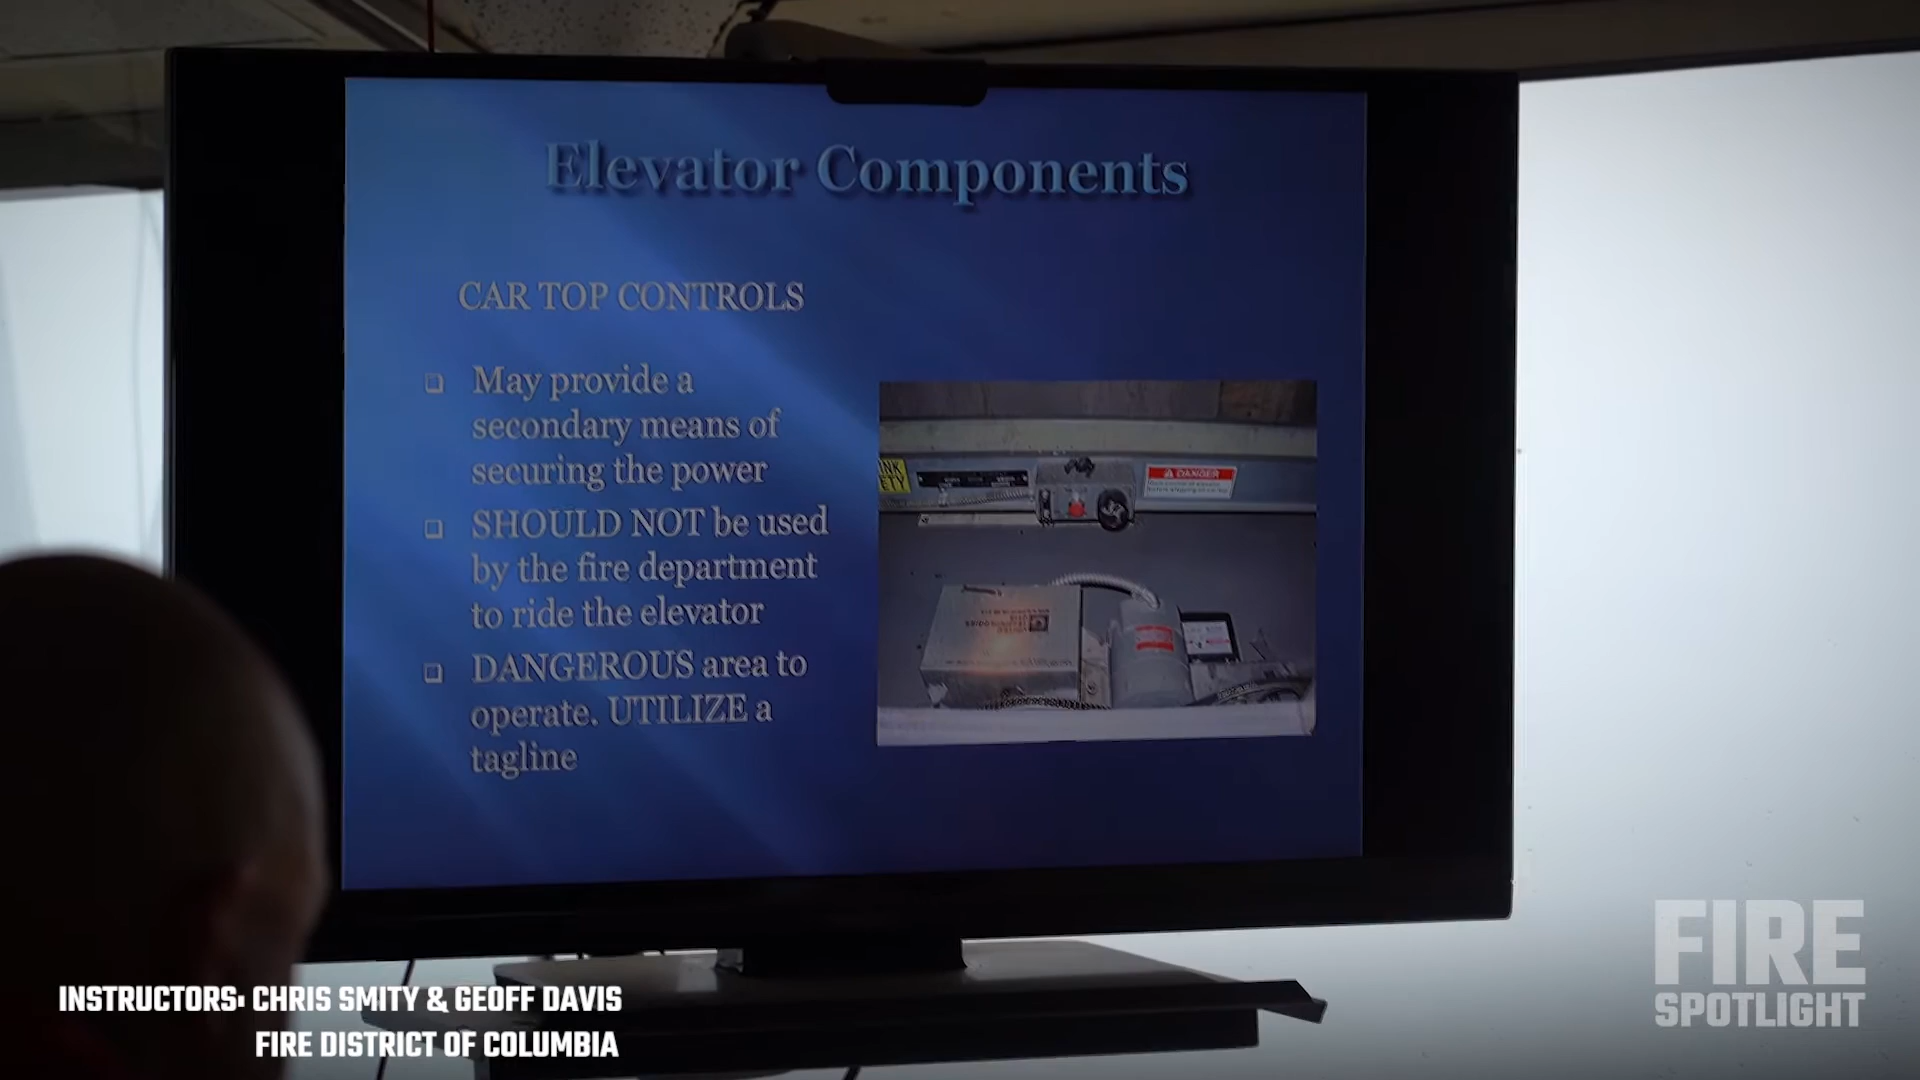 Elevator Components
CAR TOP CONTROLS
May provide a
secondary means of
securing the power
SHOULD NOT be used
by the fire department
to ride the elevator
DANGEROUS area to
operate. UTILIZE a
tagline
DANGER
INSTRUCTORS: CHRIS SMITY & GEOFF DAVIS
FIRE DISTRICT OF COLUMBIA
FIRE
SPOTLIGHT